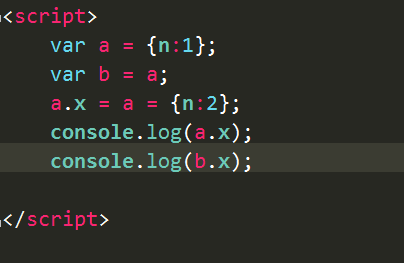 <script>
var a = {n:1};
var b = a;
a.x = a = {n:2};
console.log(a.x);
console.log(b.x);
</script>